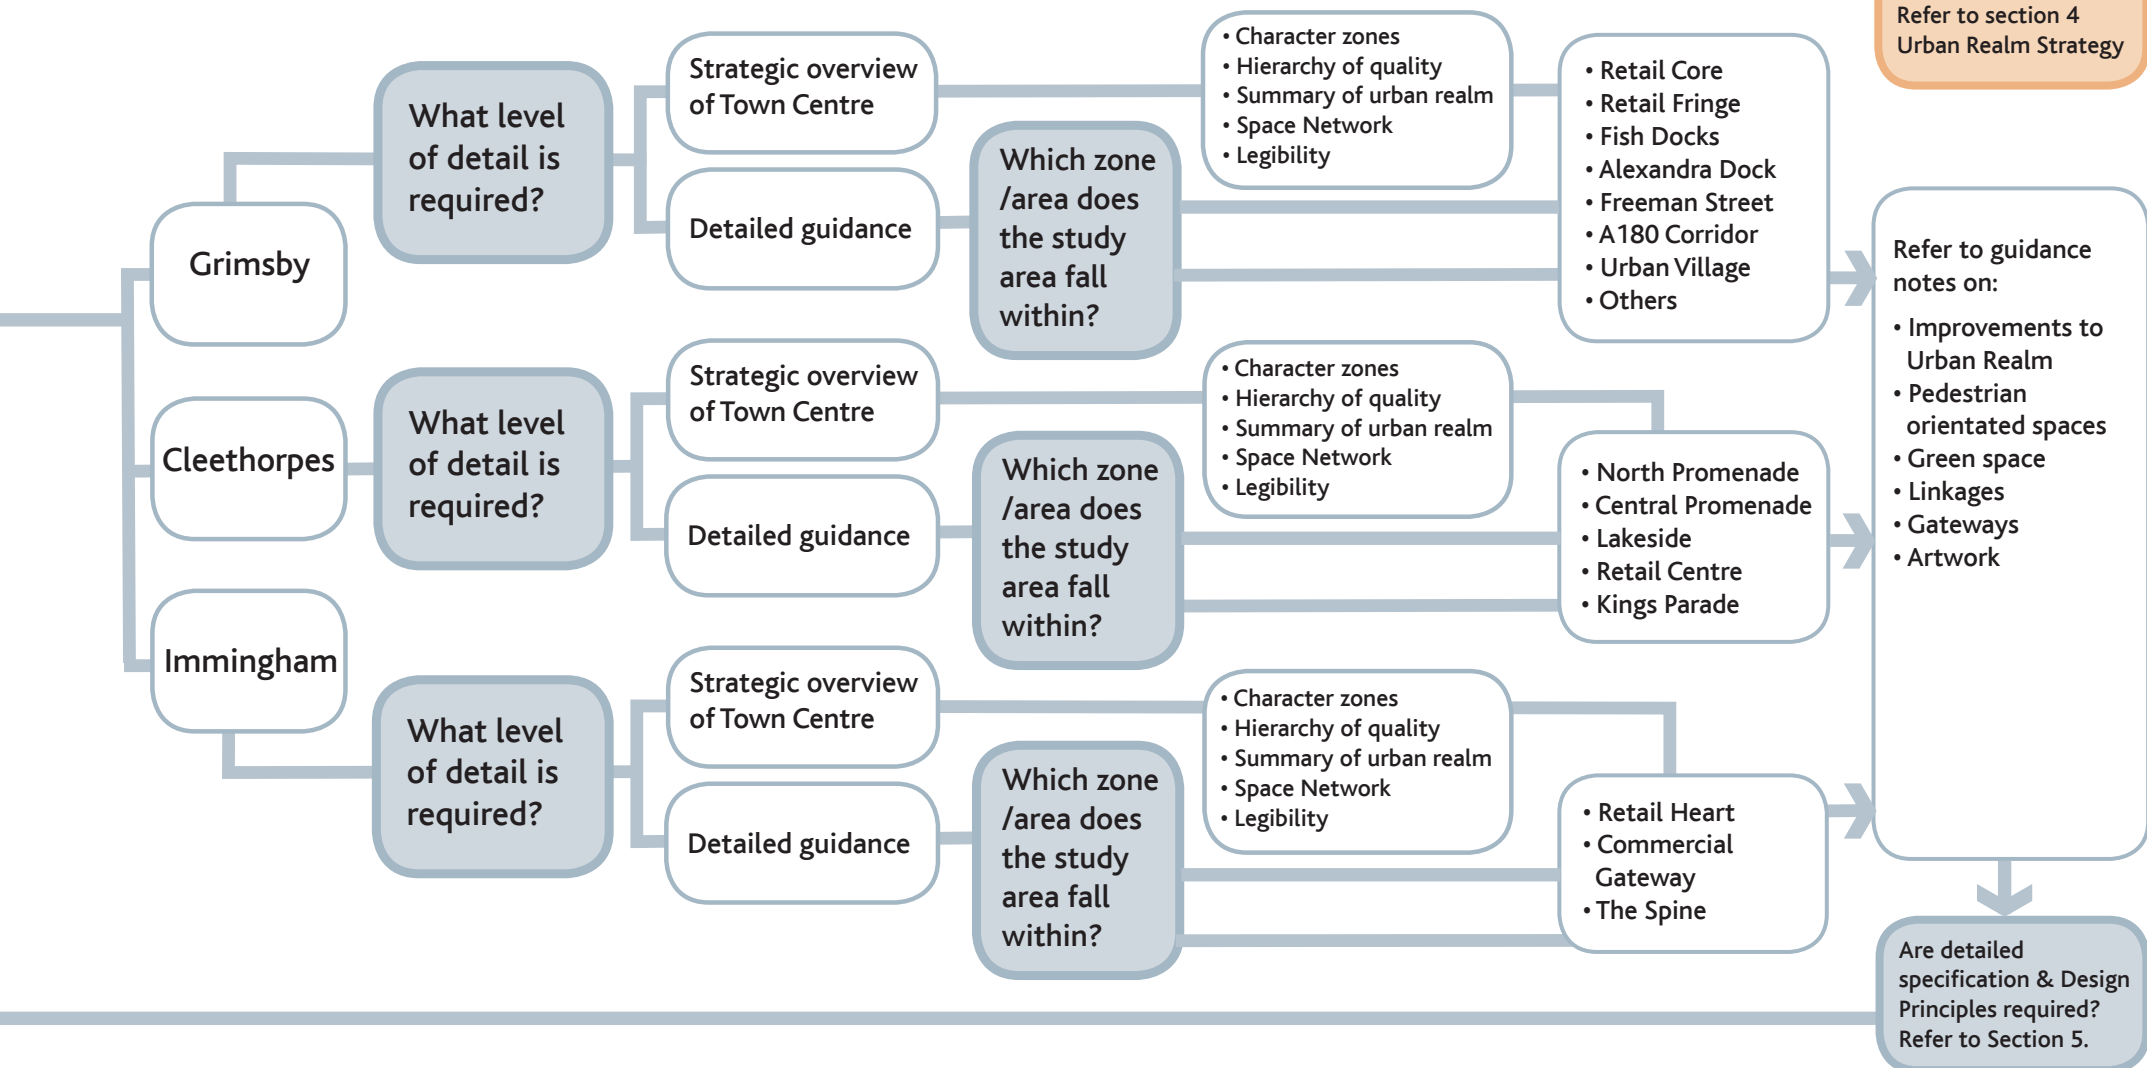 Refer to section 4
Urban Realm Strategy
Grimsby
What level
of detail is
required?
Strategic overview
of Town Centre
Detailed guidance
Which zone
/area does
the study
area fall
within?
• Character zones
• Hierarchy of quality
• Summary of urban realm
• Space Network
• Legibility
• Retail Core
• Retail Fringe
• Fish Docks
• Alexandra Dock
• Freeman Street
• A180 Corridor
• Urban Village
• Others
Cleethorpes
What level
of detail is
required?
Strategic overview
of Town Centre
Detailed guidance
Which zone
/area does
the study
area fall
within?
• Character zones
• Hierarchy of quality
• Summary of urban realm
• Space Network
• Legibility
• North Promenade
• Central Promenade
• Lakeside
• Retail Centre
• Kings Parade
Immingham
What level
of detail is
required?
Strategic overview
of Town Centre
Detailed guidance
Which zone
/area does
the study
area fall
within?
• Character zones
• Hierarchy of quality
• Summary of urban realm
• Space Network
• Legibility
• Retail Heart
• Commercial
Gateway
• The Spine
Refer to guidance
notes on:
• Improvements to
Urban Realm
• Pedestrian
orientated spaces
• Green space
• Linkages
• Gateways
• Artwork
Are detailed
specification & Design
Principles required?
Refer to Section 5.